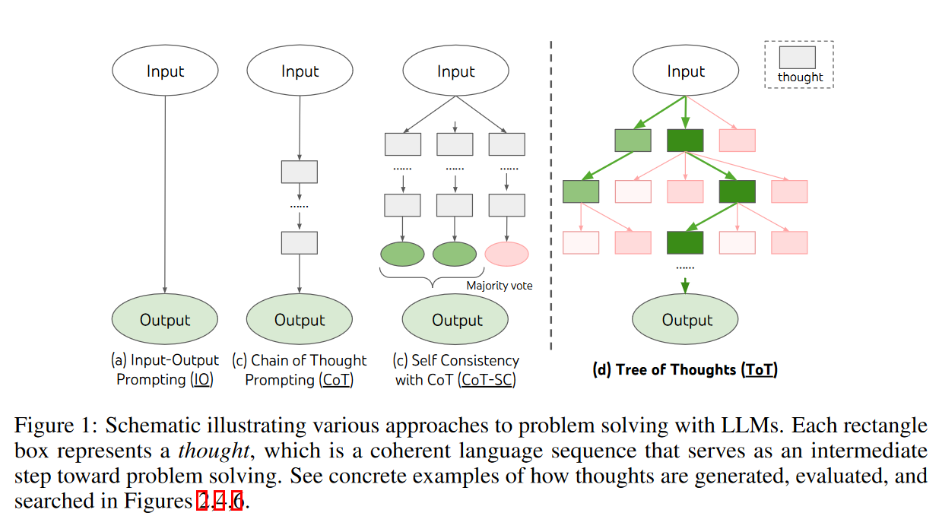 Input
Input
Input
Input
thought
......
......
......
......
......
Majority vote
Output
Output
Output
Output
(a) Input-Output
Prompting (IO)
(c) Chain of Thought
Prompting (CoT)
(c) Self Consistency
with CoT (CoT-SC)
(d) Tree of Thoughts (ToT)
Figure 1: Schematic illustrating various approaches to problem solving with LLMs. Each rectangle
box represents a thought, which is a coherent language sequence that serves as an intermediate
step toward problem solving. See concrete examples of how thoughts are generated, evaluated, and
searched in Figures 2,4,6.